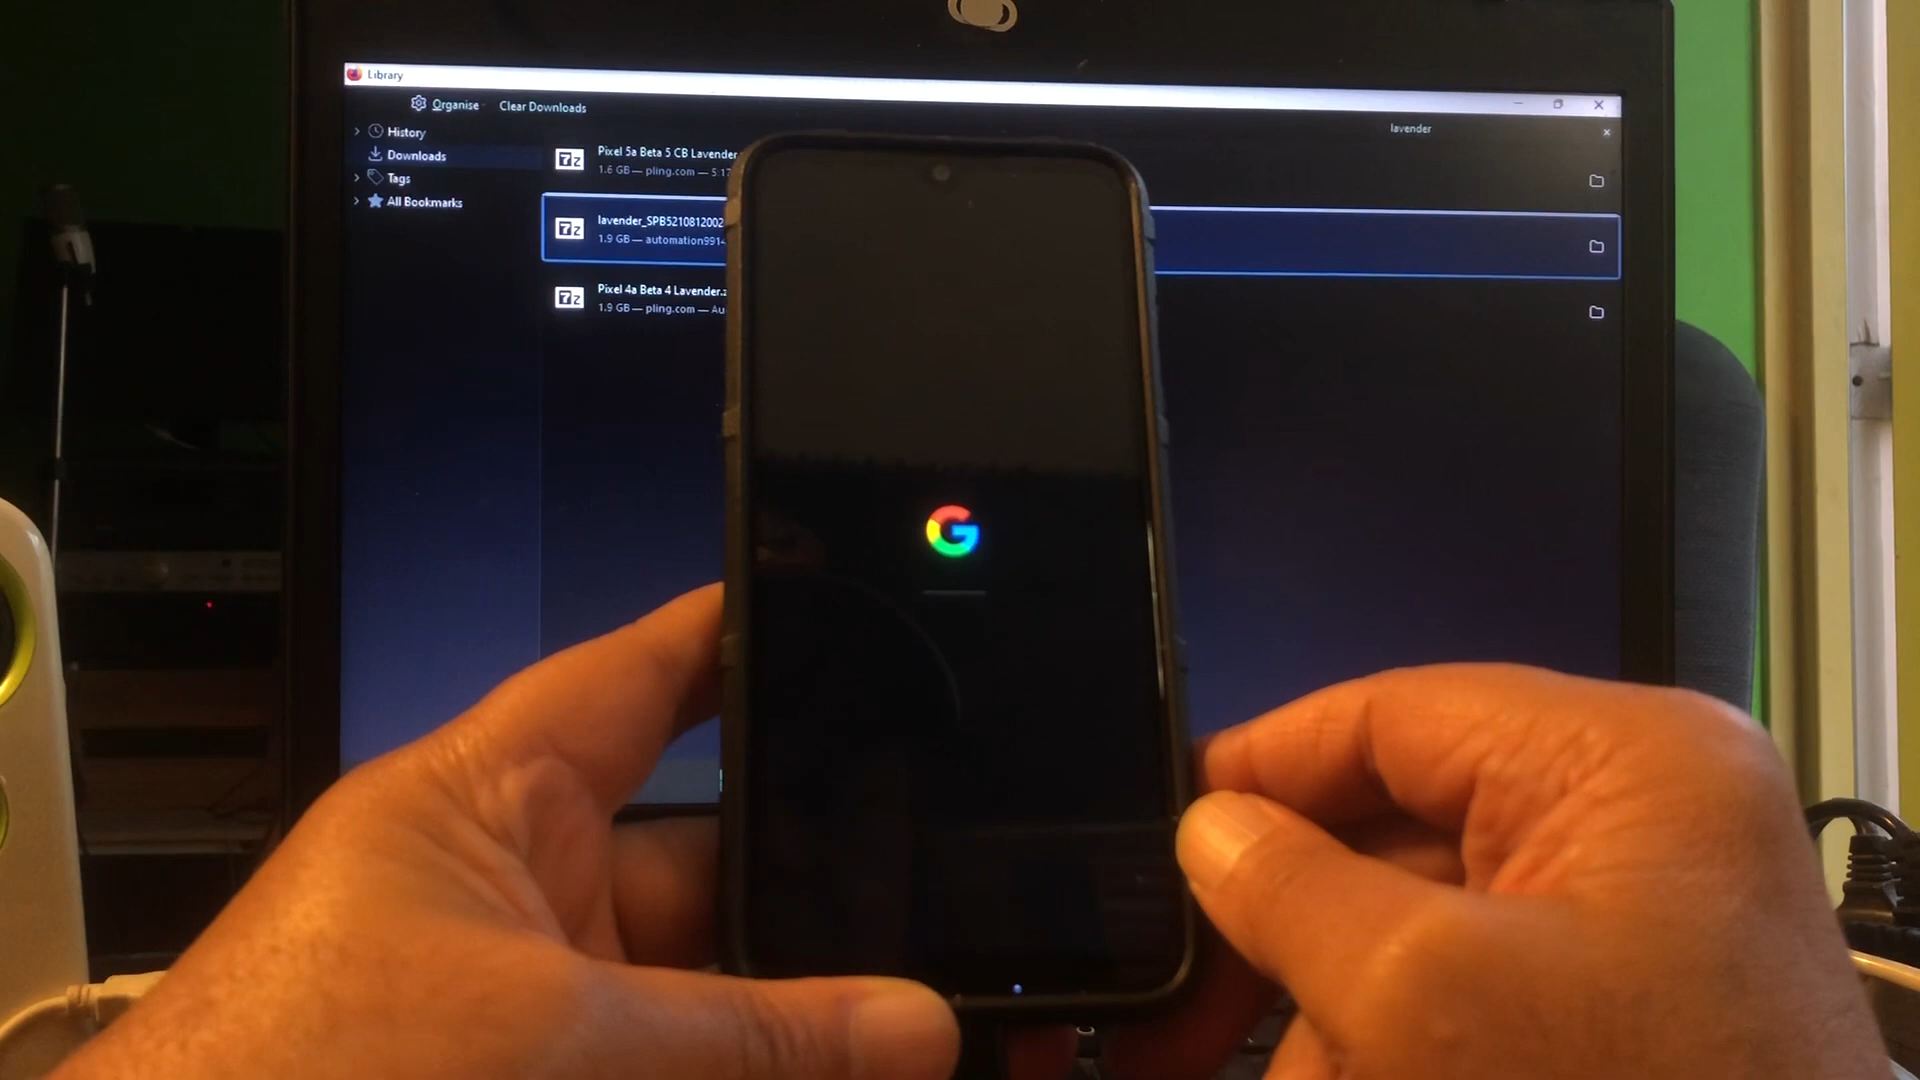 Library
Organise Clear Downloads
lavender
History
Downloads
Tags
All Bookmarks
Pixel 5a Beta 5 CB Lavender.
1.6 GB — pling.com — 5:17
lavender_SPB5210812002
1.9 GB — automation991
Pixel 4a Beta 4 Lavender.z
1.9 GB — pling.com — Au
7z
7z
7z
G